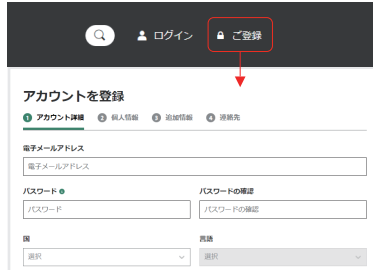 ログイン ご登録
アカウントを登録
1 アカウント詳細 2 個人情報 3 追加情報 4 連絡先
電子メールアドレス
電子メールアドレス
パスワード パスワードの確認
パスワード パスワードの確認
国 言語
選択 選択